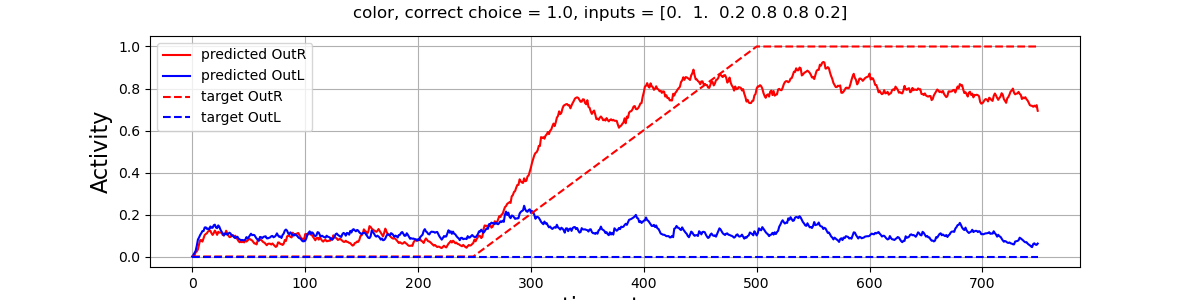 color, correct choice = 1.0, inputs = [0.  1.  0.2 0.8 0.8 0.2]
predicted OutR
predicted OutL
target OutR
target OutL
Activity
1.0
0.8
0.6
0.4
0.2
0.0
0 100 200 300 400 500 600 700